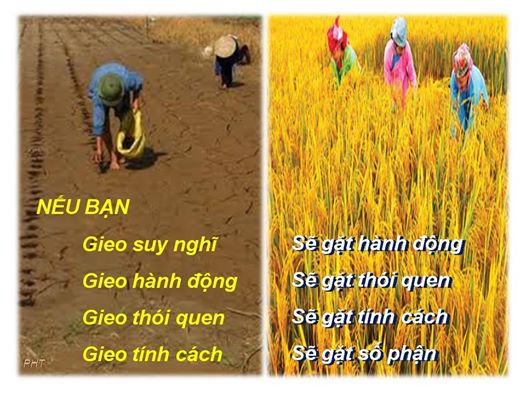 NẾU BẠN
Gieo suy nghĩ
Gieo hành động
Gieo thói quen
Gieo tính cách
Sẽ gặt hành động
Sẽ gặt thói quen
Sẽ gặt tính cách
Sẽ gặt số phận
PHT